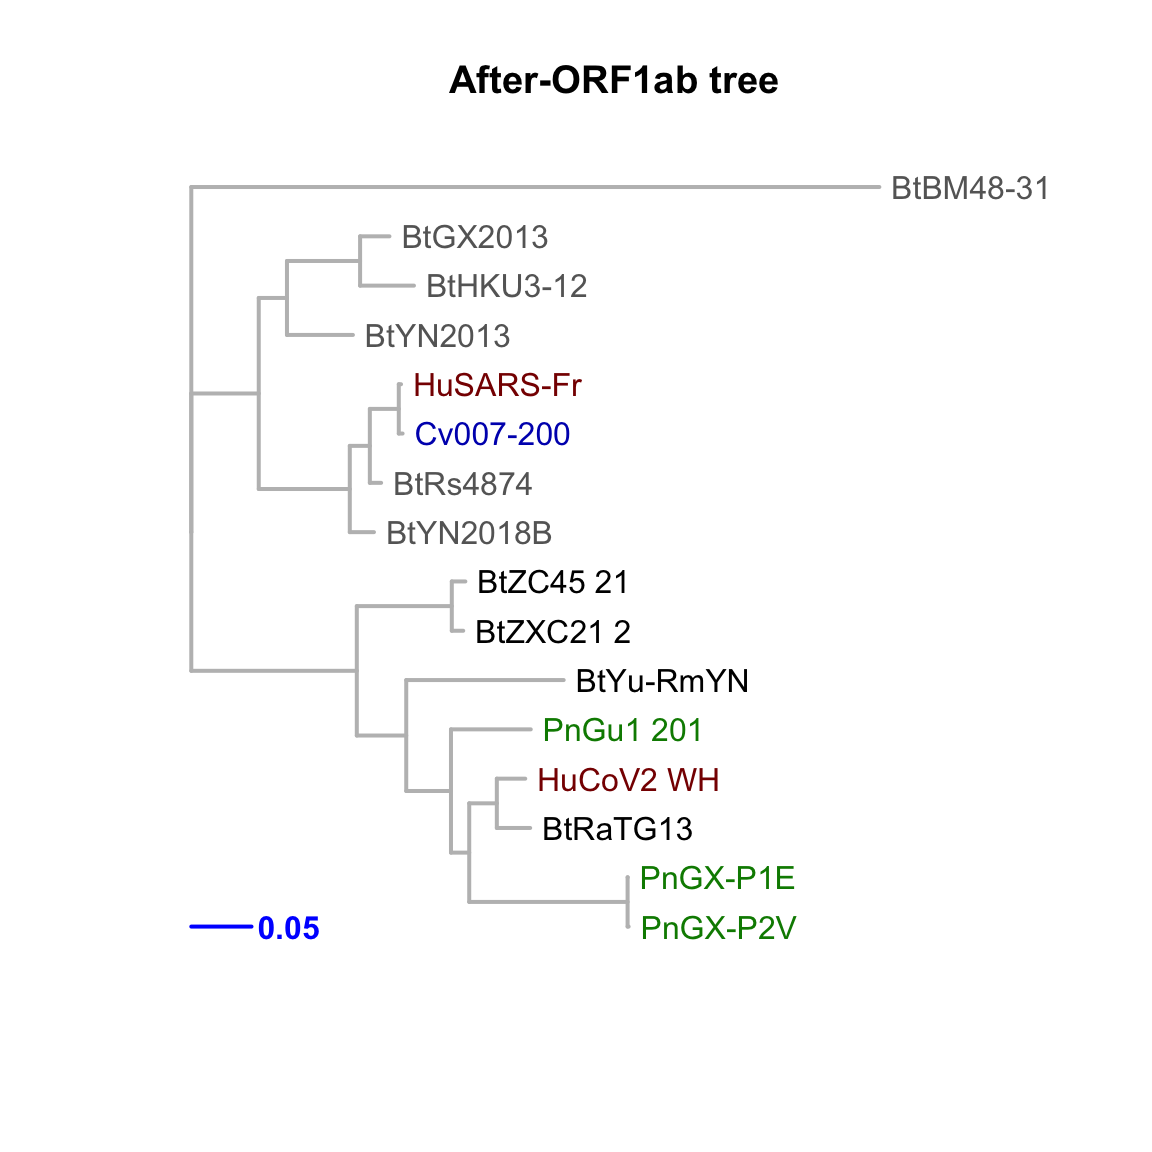 After-ORF1ab tree
BtBM48-31
BtGX2013
BtHKU3-12
BtYN2013
HuSARS-Fr
Cv007-200
BtRs4874
BtYN2018B
BtZC45 21
BtZXC21 2
BtYu-RmYN
PnGu1 201
HuCoV2 WH
BtRaTG13
PnGX-P1E
PnGX-P2V
0.05